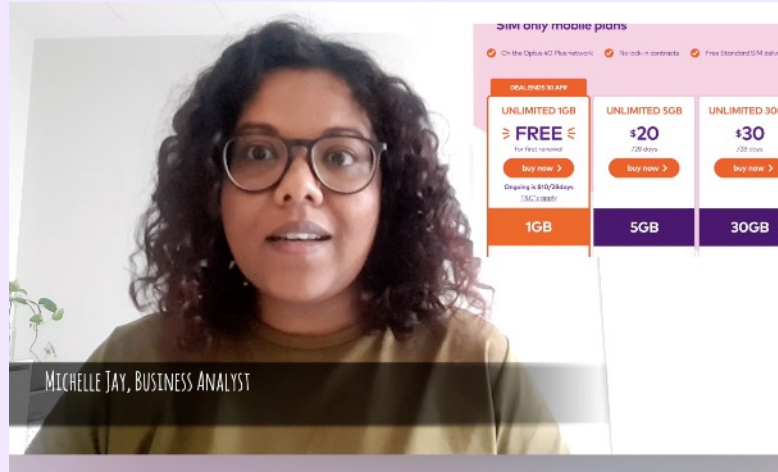 SIM only mobile plans
On the Optus 4G Plus network
No lock-in contracts
Free Standard SIM
DEAL ENDS 30 APR
UNLIMITED 1GB
FREE
for first renewal
buy now >
Ongoing is $10/28days
T&C's apply
1GB
UNLIMITED 5GB
$20
/28 days
buy now >
5GB
UNLIMITED 30
$30
/28 days
buy now >
30GB
MICHELLE JAY, BUSINESS ANALYST